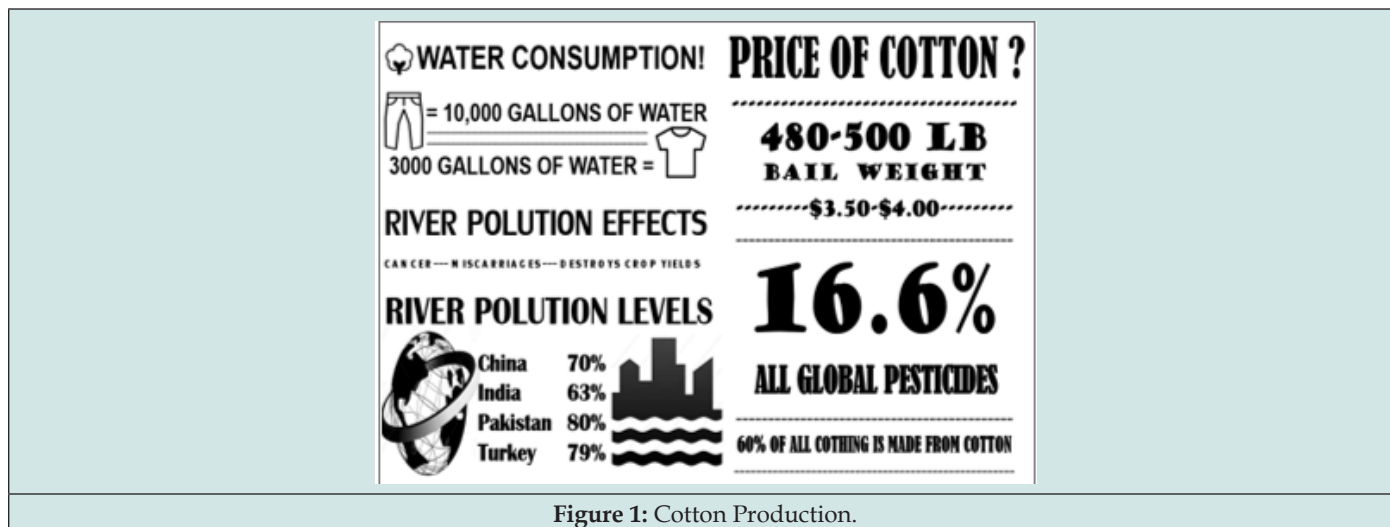 WATER CONSUMPTION!
= 10,000 GALLONS OF WATER
3000 GALLONS OF WATER =
RIVER POLUTION EFFECTS
CANCER---MISCARRIAGES---DESTROYS CROP YIELDS
RIVER POLUTION LEVELS
China 70%
India 63%
Pakistan 80%
Turkey 79%
PRICE OF COTTON ?
480-500 LB
BAIL WEIGHT
---------$3.50-$4.00---------
16.6%
ALL GLOBAL PESTICIDES
60% OF ALL COTHING IS MADE FROM COTTON
Figure 1: Cotton Production.